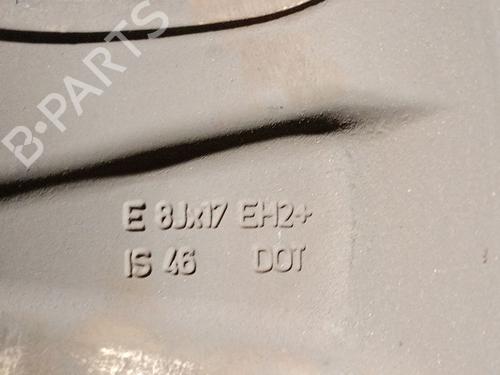 B-PARTS
E 8Jx17 EH2+
IS 46 DOT